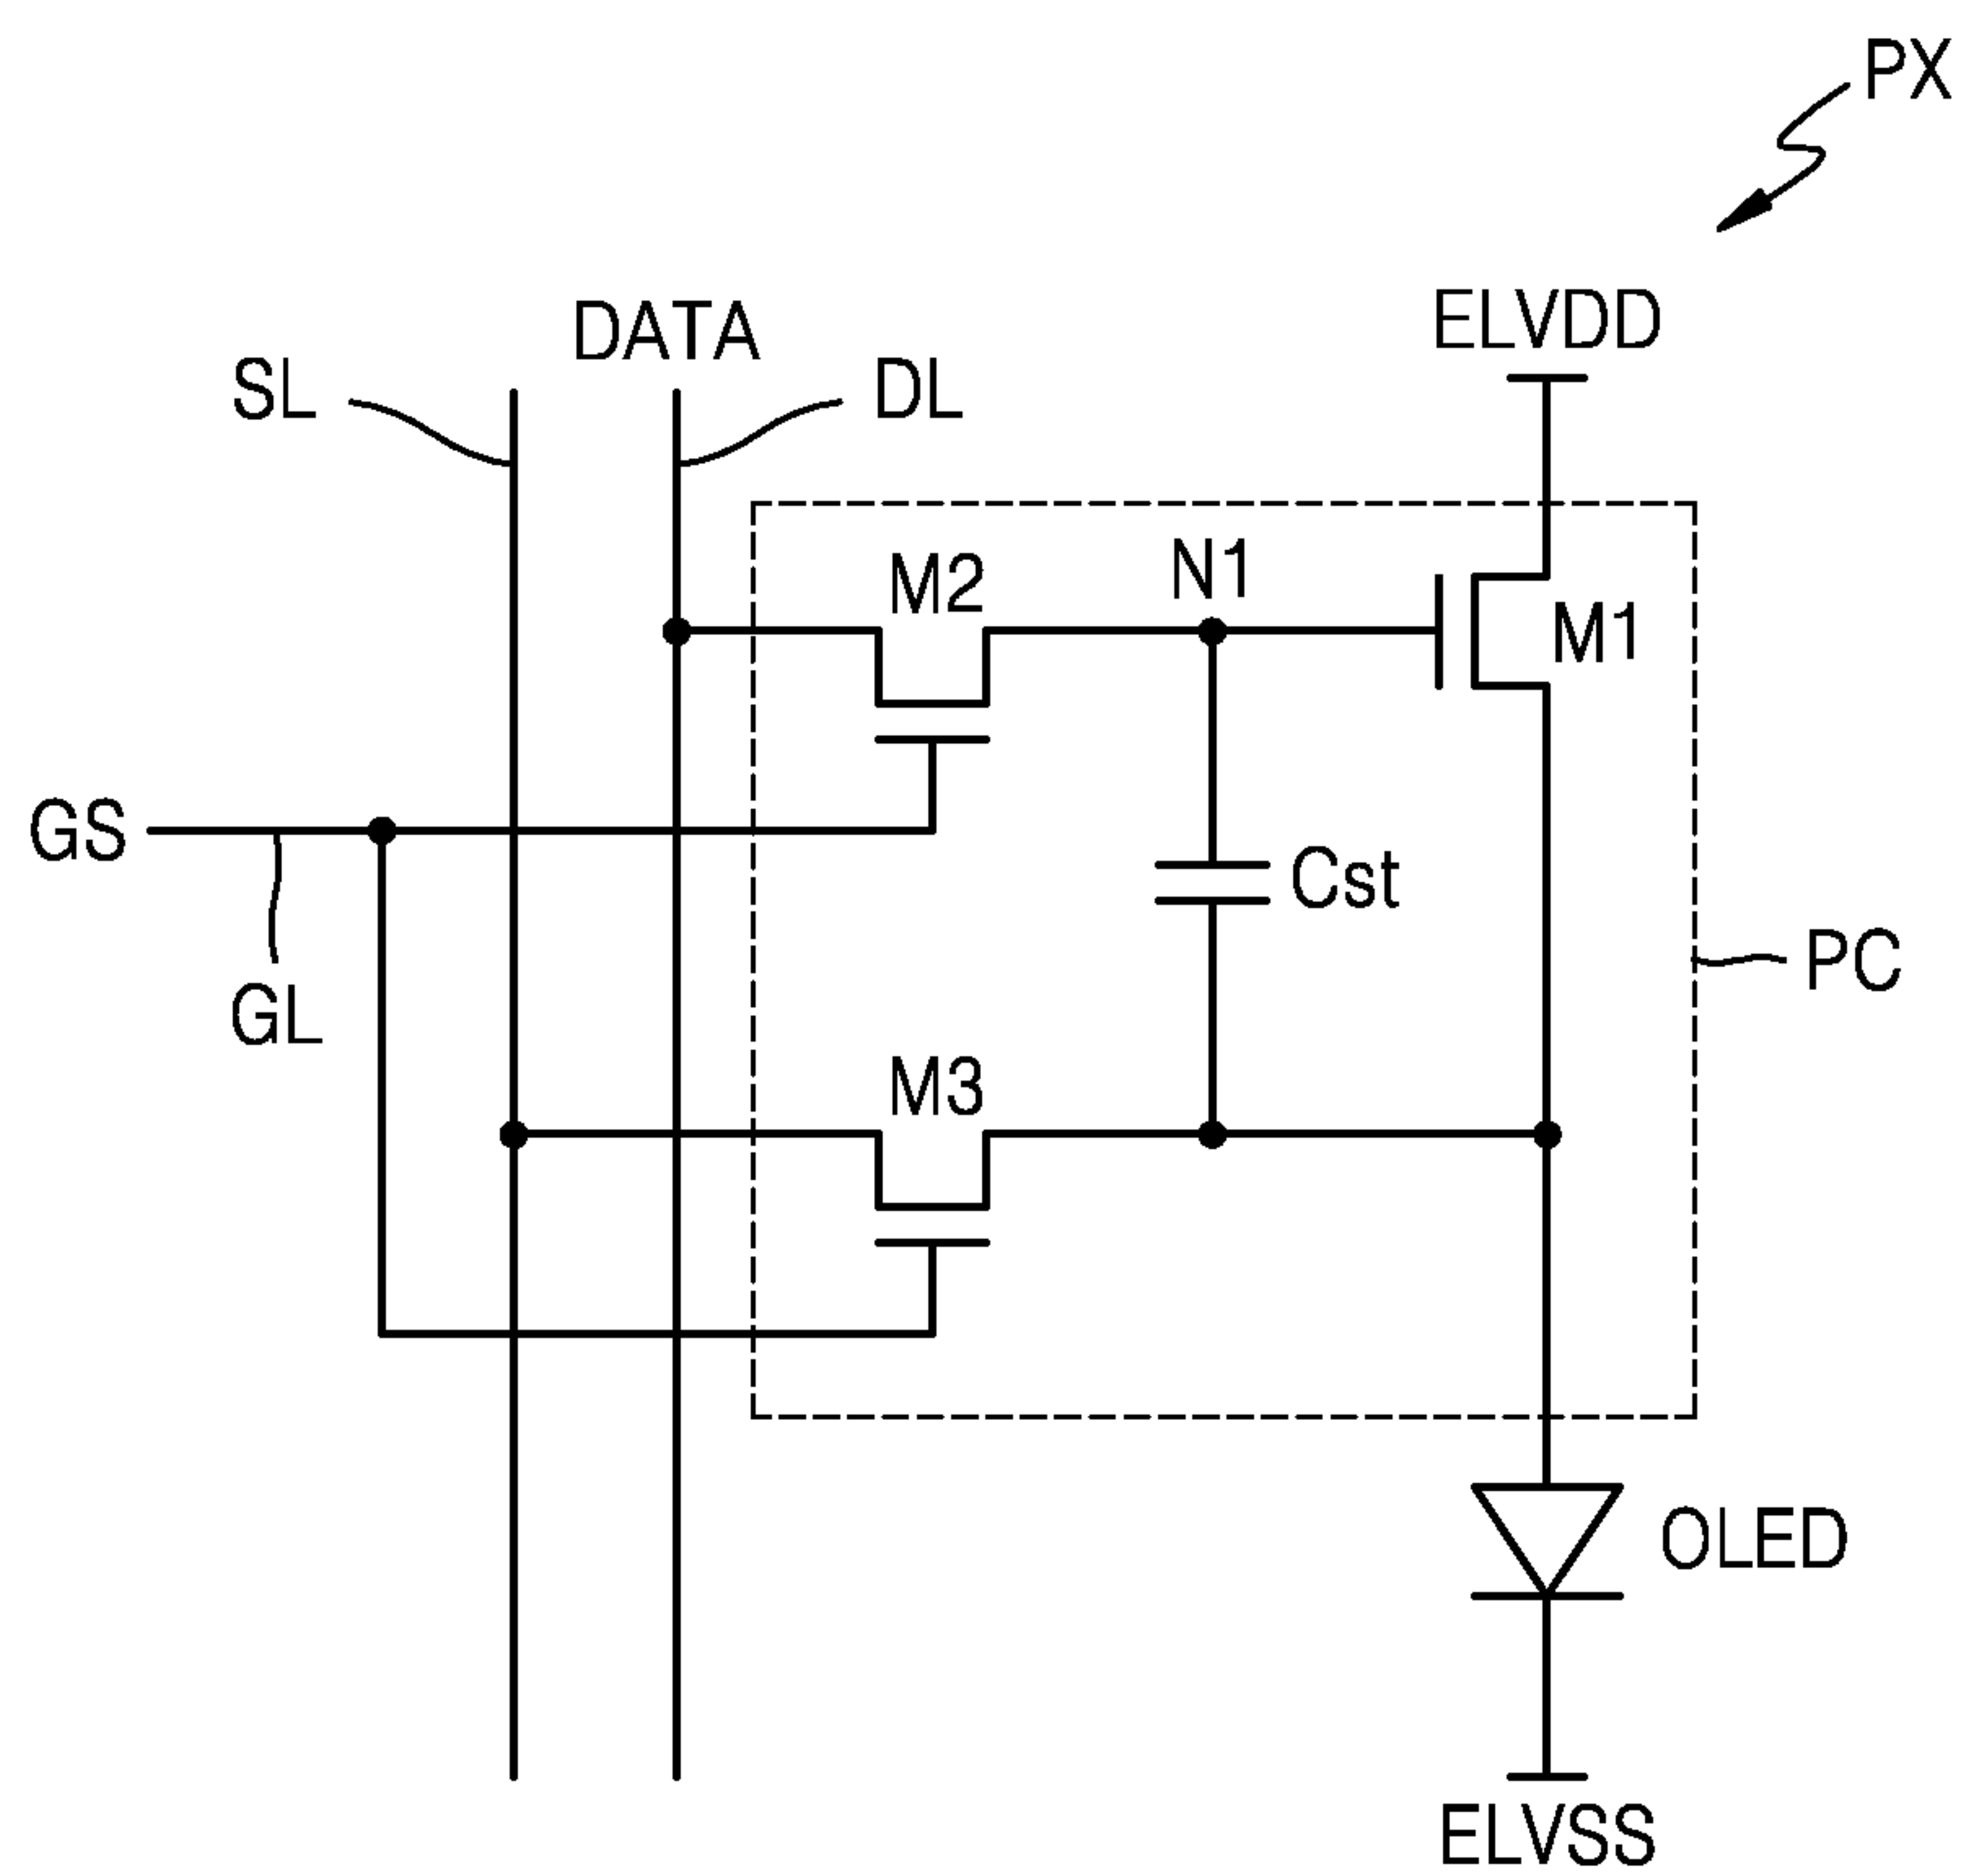 PX
ELVDD
DATA
SL
DL
N1
M2
M1
GS
Cst
PC
GL
M3
OLED
ELVSS